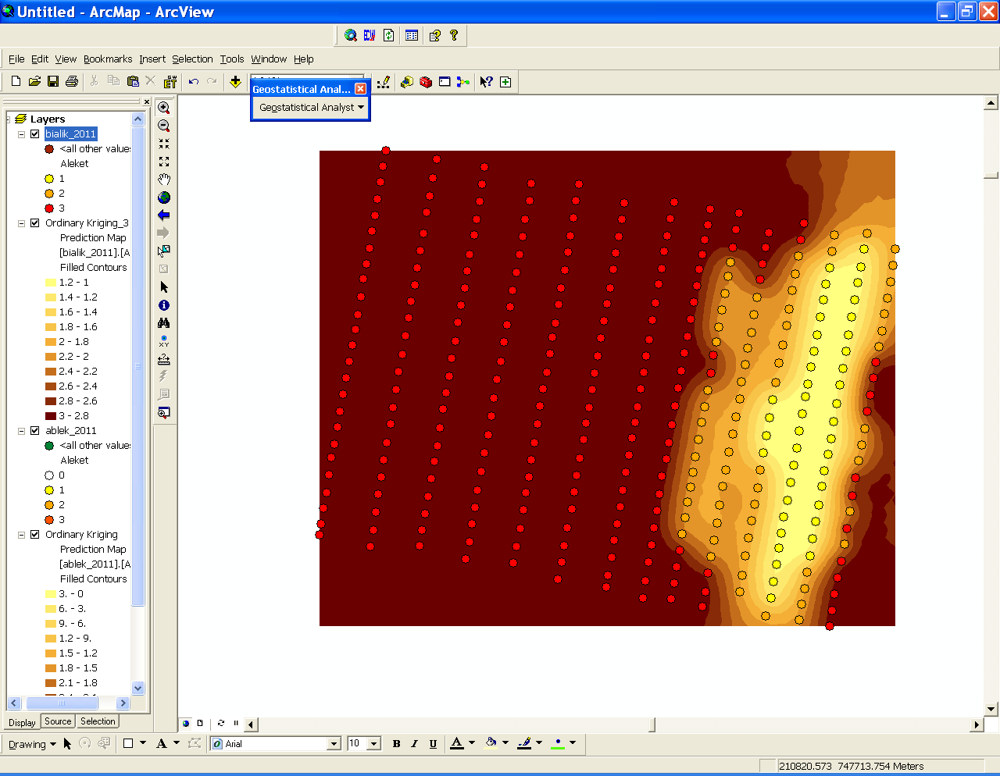 Untitled - ArcMap - ArcView
File Edit View Bookmarks Insert Selection Tools Window Help
Geostatistical Anal...
Geostatistical Analyst
Layers
bialik_2011
<all other value
Aleket
1
2
3
Ordinary Kriging_3
Prediction Map
[bialik_2011].[A
Filled Contours
1.2 - 1
1.4 - 1.2
1.6 - 1.4
1.8 - 1.6
2 - 1.8
2.2 - 2
2.4 - 2.2
2.6 - 2.4
2.8 - 2.6
3 - 2.8
ablek_2011
<all other value
Aleket
0
1
2
3
Ordinary Kriging
Prediction Map
[ablek_2011].[A
Filled Contours
3. - 0
6. - 3.
9. - 6.
1.2 - 9.
1.5 - 1.2
1.8 - 1.5
2.1 - 1.8
Display Source Selection
Drawing A Arial 10 B I U A
210820.573 747713.754 Meters